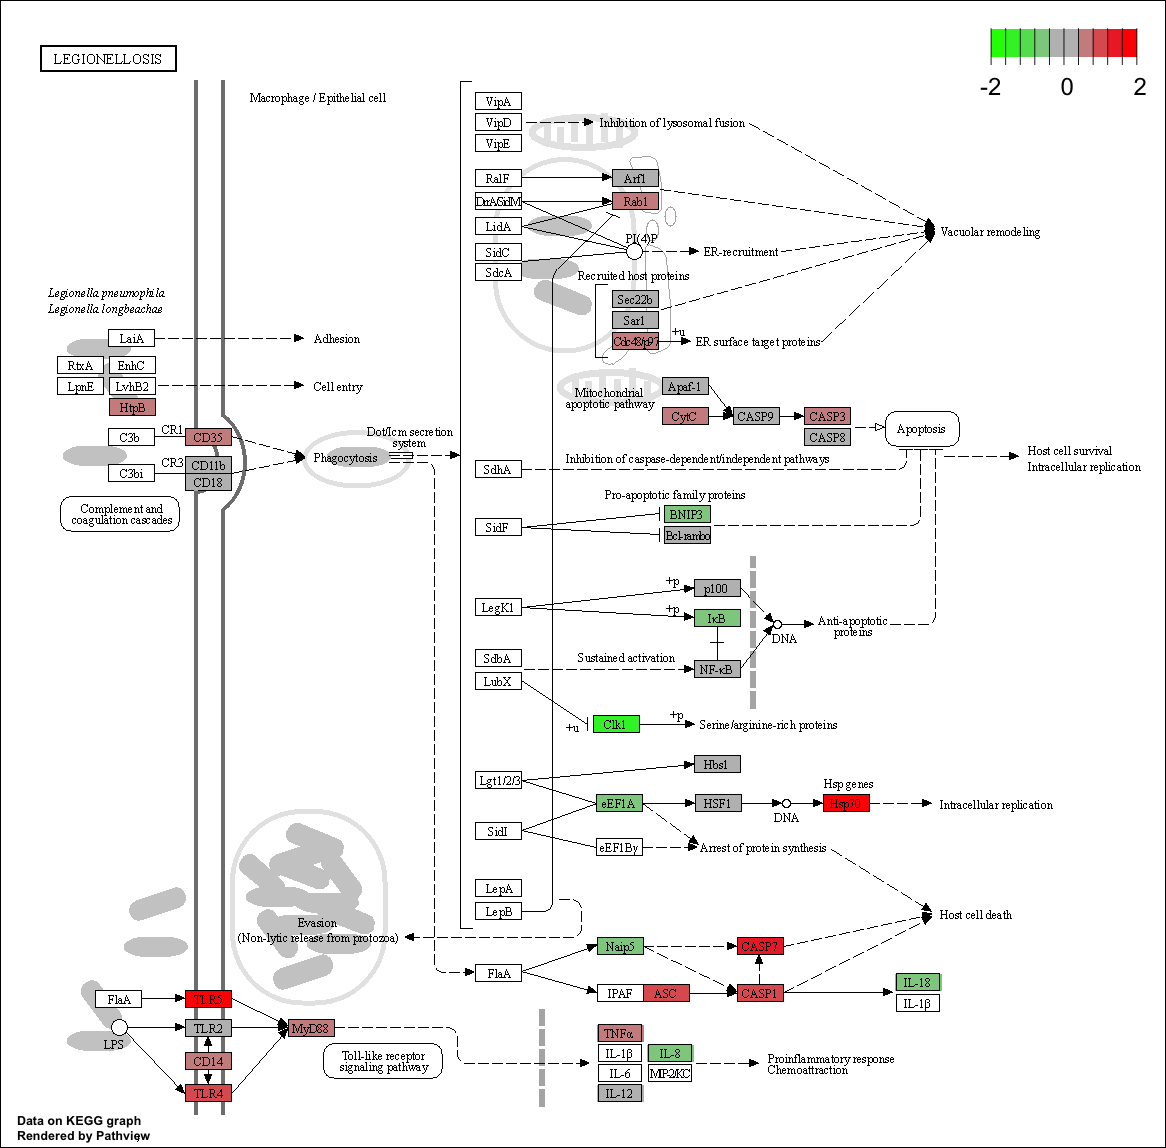 LEGIONELLOSIS
-2 0 2
Macrophage / Epithelial cell
VipA
VipD
VipE
Inhibition of lysosomal fusion
RalF
Arf1
DrrA/SidM
Rab1
LidA
Vacuolar remodeling
PI(4)P
SidC
ER-recruitment
SdcA
Recruited host proteins
Sec22b
Sar1
Cdc48/p97
+u
ER surface target proteins
Legionella pneumophila
Legionella longbeachae
LaiA
Adhesion
RtxA
EnhC
LpnE
LvhB2
Cell entry
HtpB
Mitochondrial
apoptotic pathway
Apaf-1
CytC
CASP9
CASP3
CASP8
Apoptosis
C3b
CR1
CD35
C3bi
CR3
CD11b
CD18
Phagocytosis
Dot/Icm secretion
system
SdhA
Inhibition of caspase-dependent/independent pathways
Host cell survival
Intracellular replication
Complement and
coagulation cascades
Pro-apoptotic family proteins
SidF
BNIP3
Bcl-rambo
LegK1
+p
p100
+p
IκB
DNA
Anti-apoptotic
proteins
SdbA
Sustained activation
NF-κB
LubX
+u
Clk1
+p
Serine/arginine-rich proteins
Lgt1/2/3
Hbs1
Hsp genes
eEF1A
HSF1
DNA
Hsp70
Intracellular replication
SidI
eEF1Bγ
Arrest of protein synthesis
LepA
LepB
Host cell death
Evasion
(Non-lytic release from protozoa)
Naip5
CASP7
FlaA
IPAF
ASC
CASP1
IL-18
IL-1β
FlaA
TLR5
LPS
TLR2
MyD88
CD14
TLR4
Toll-like receptor
signaling pathway
TNFα
IL-1β
IL-8
IL-6
MIP-2/KC
IL-12
Proinflammatory response
Chemoattraction
Data on KEGG graph
Rendered by Pathview